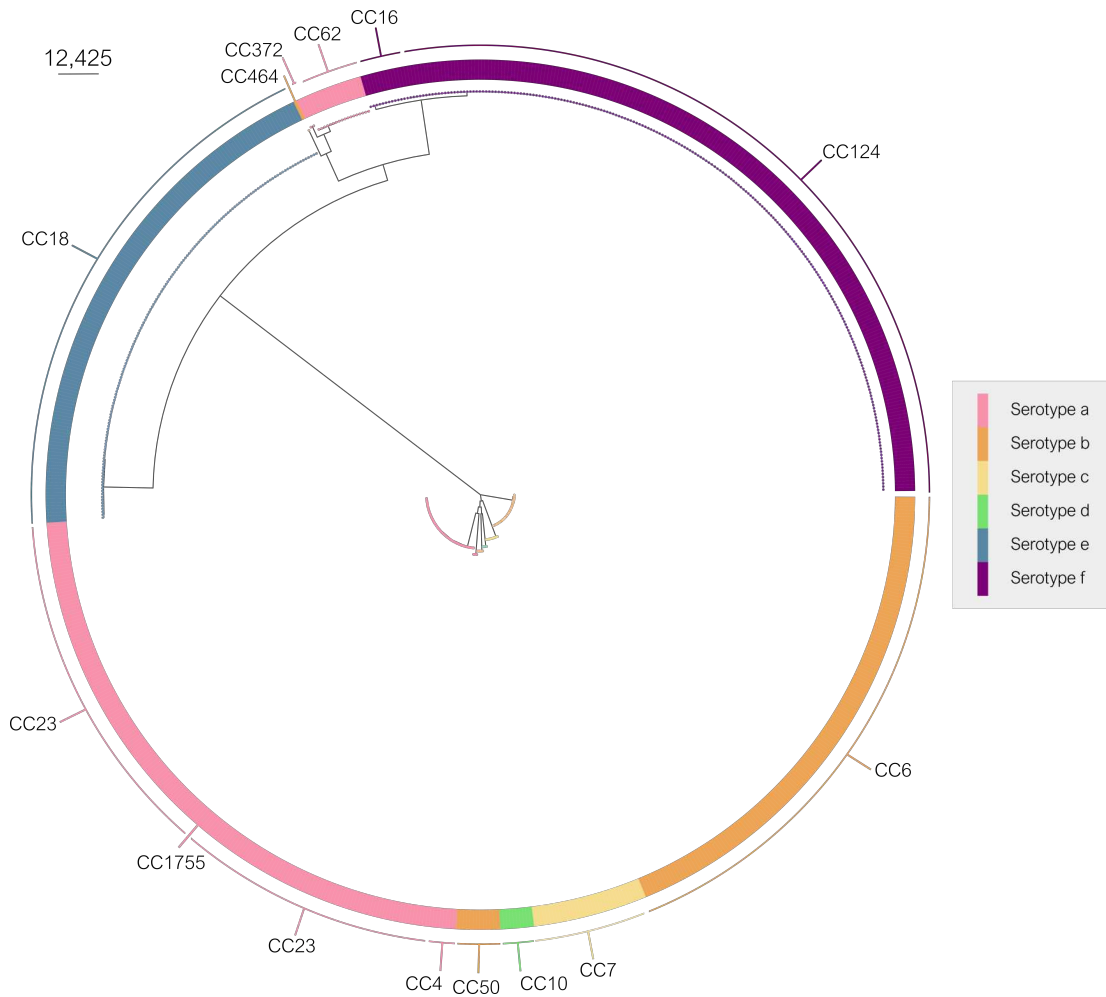 CC16
CC62
CC372
12,425
CC464
CC124
CC18
Serotype a
Serotype b
Serotype c
Serotype d
Serotype e
Serotype f
CC23
CC6
CC1755
CC23
CC7
CC4
CC50
CC10